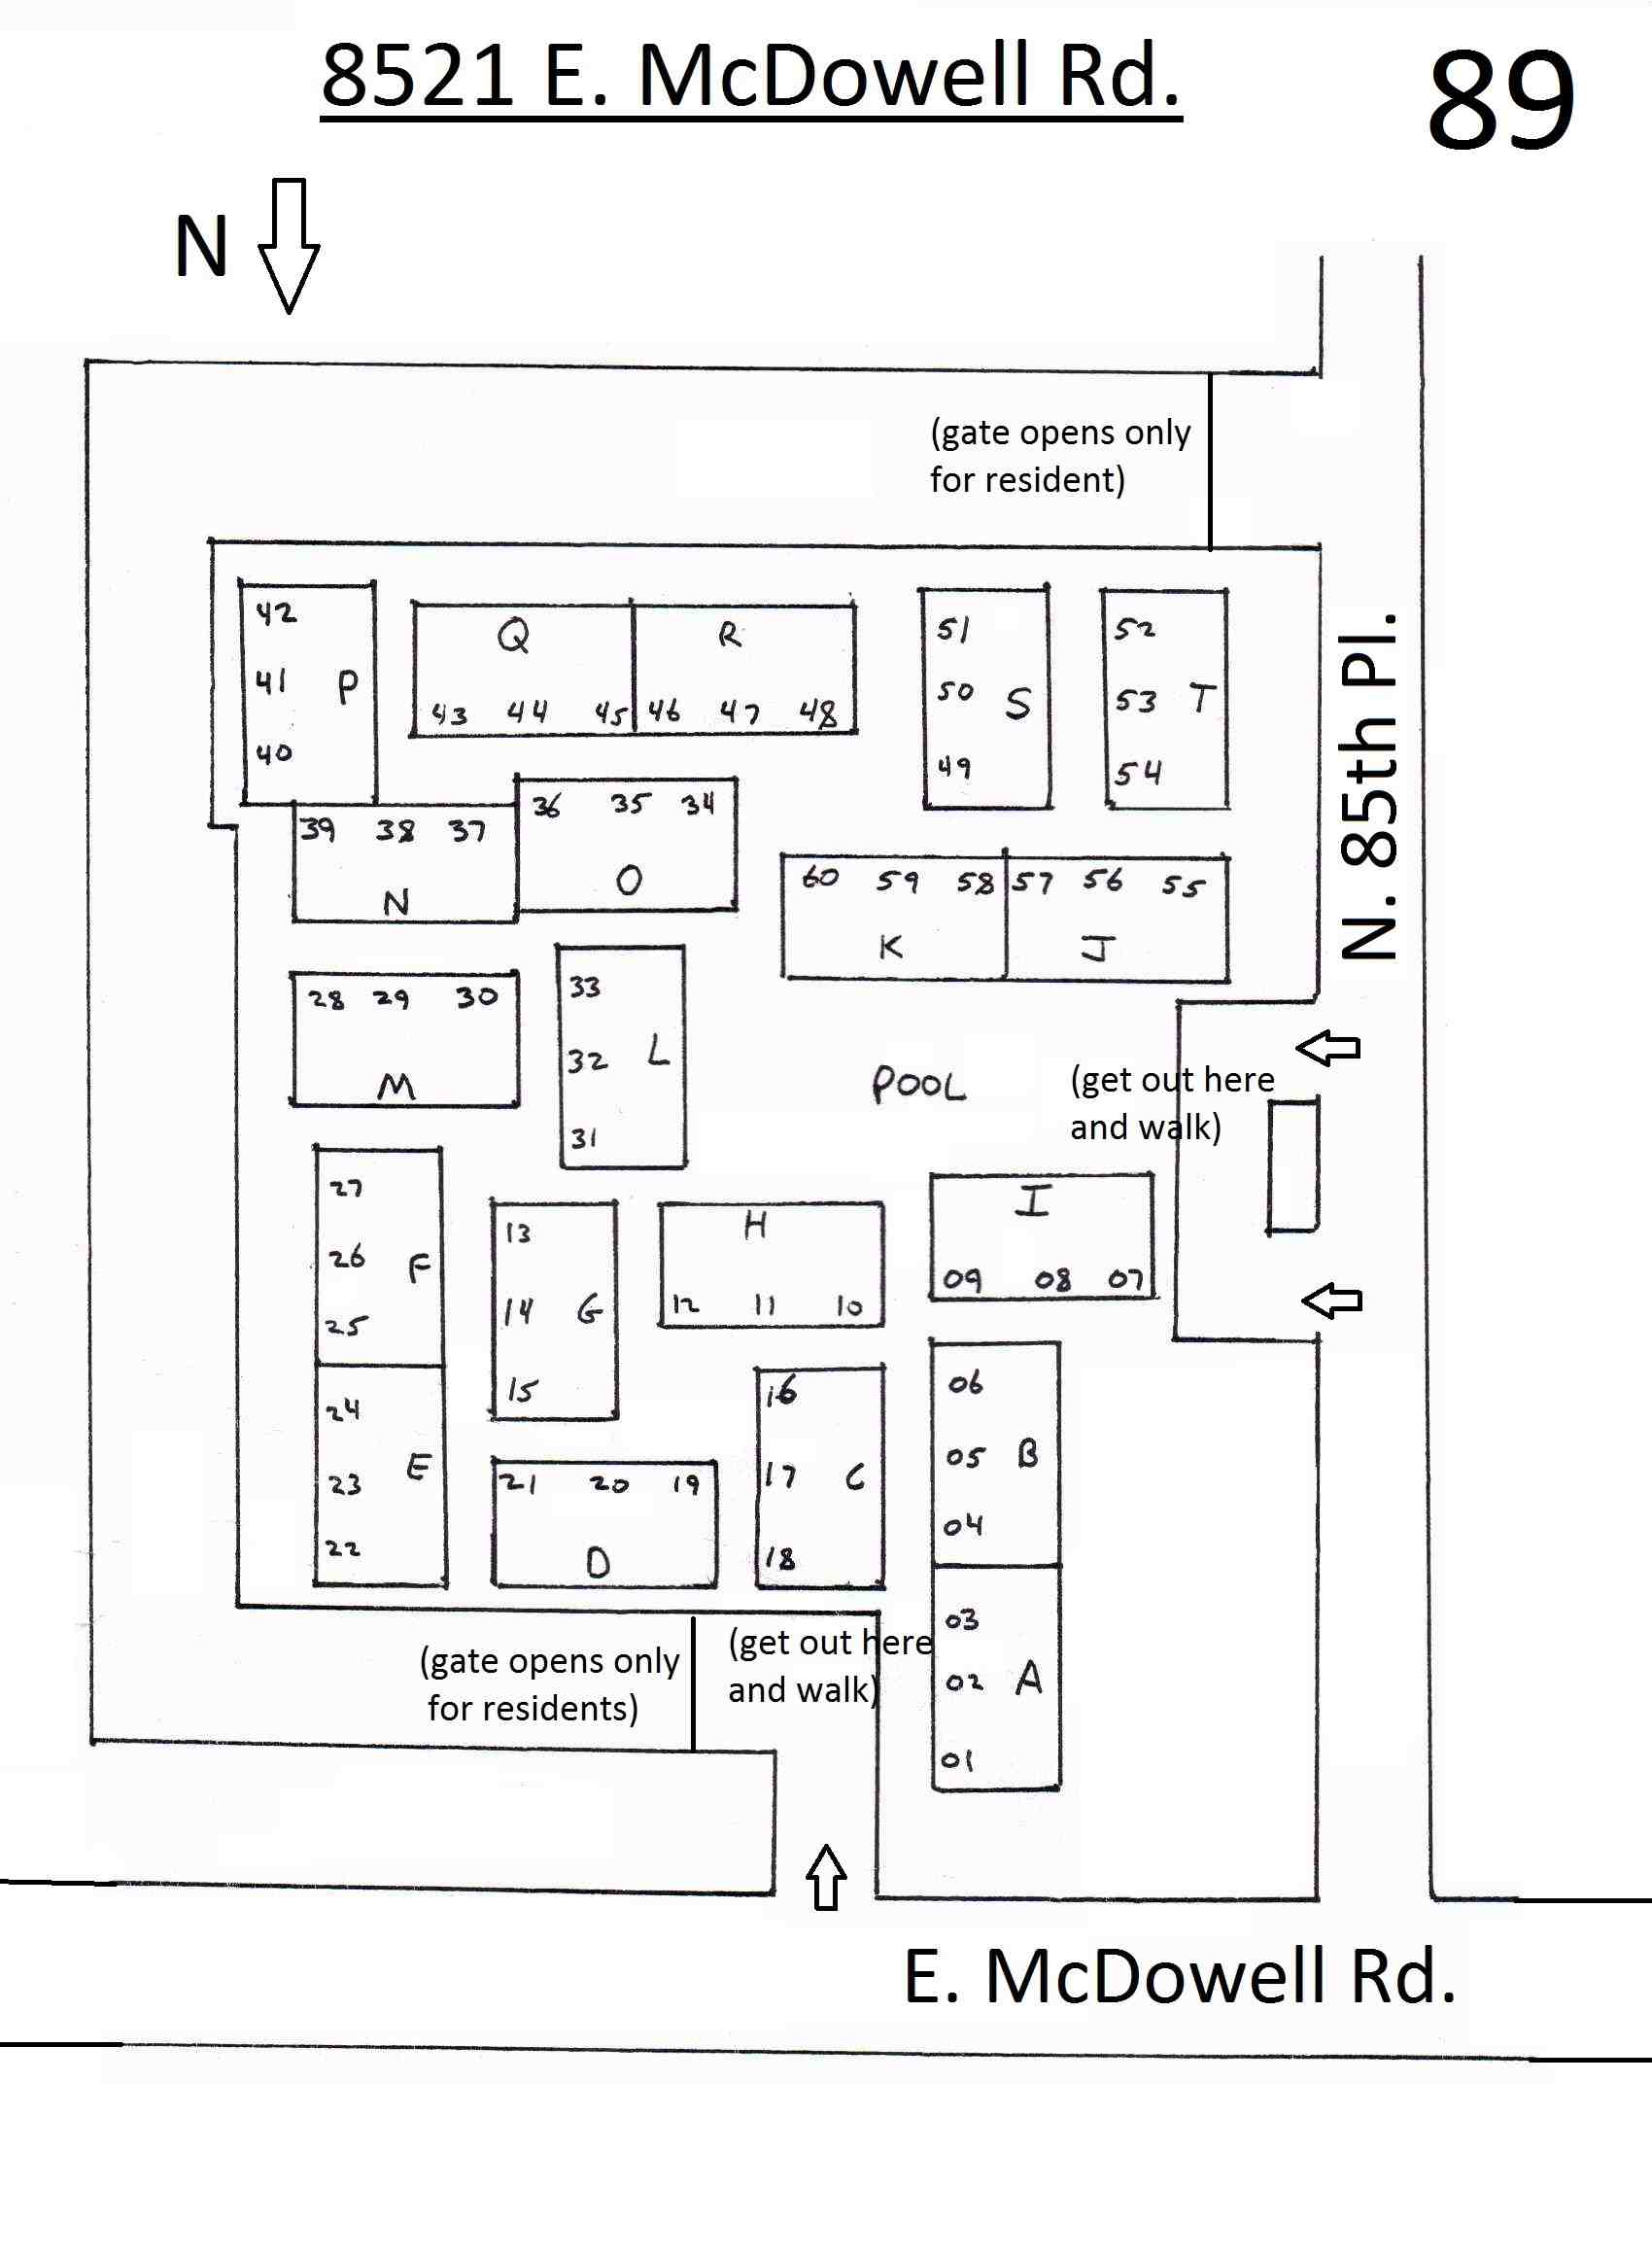 8521 E. McDowell Rd.
89
N
(gate opens only
for resident)
42
41 P
40
Q
43 44 45
R
46 47 48
51
50 S
49
52
53 T
54
N. 85th Pl.
39 38 37
N
36 35 34
O
60 59 58
K
57 56 55
J
28 29 30
M
33
32 L
31
POOL
(get out here
and walk)
27
26 F
25
13
14 G
15
H
12 11 10
I
09 08 07
24
23 E
22
21 20 19
D
16
17 C
18
06
05 B
04
03
02 A
01
(gate opens only
for residents)
(get out here
and walk)
E. McDowell Rd.